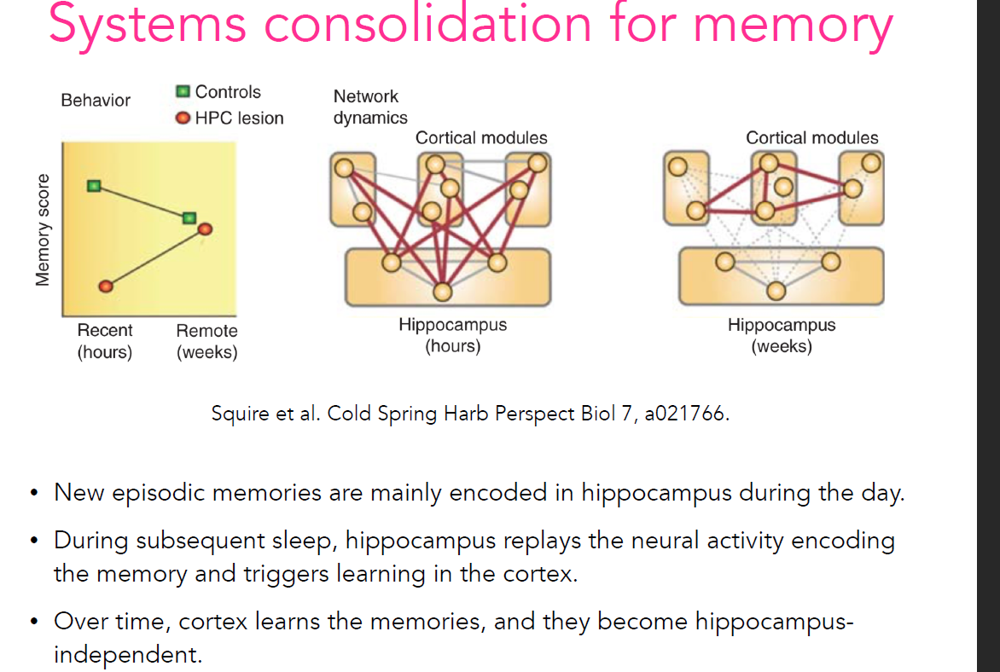 Systems consolidation for memory
Behavior
Controls
HPC lesion
Memory score
Recent
(hours)
Remote
(weeks)
Network
dynamics
Cortical modules
Hippocampus
(hours)
Cortical modules
Hippocampus
(weeks)
Squire et al. Cold Spring Harb Perspect Biol 7, a021766.
• New episodic memories are mainly encoded in hippocampus during the day.
• During subsequent sleep, hippocampus replays the neural activity encoding
the memory and triggers learning in the cortex.
• Over time, cortex learns the memories, and they become hippocampus-
independent.